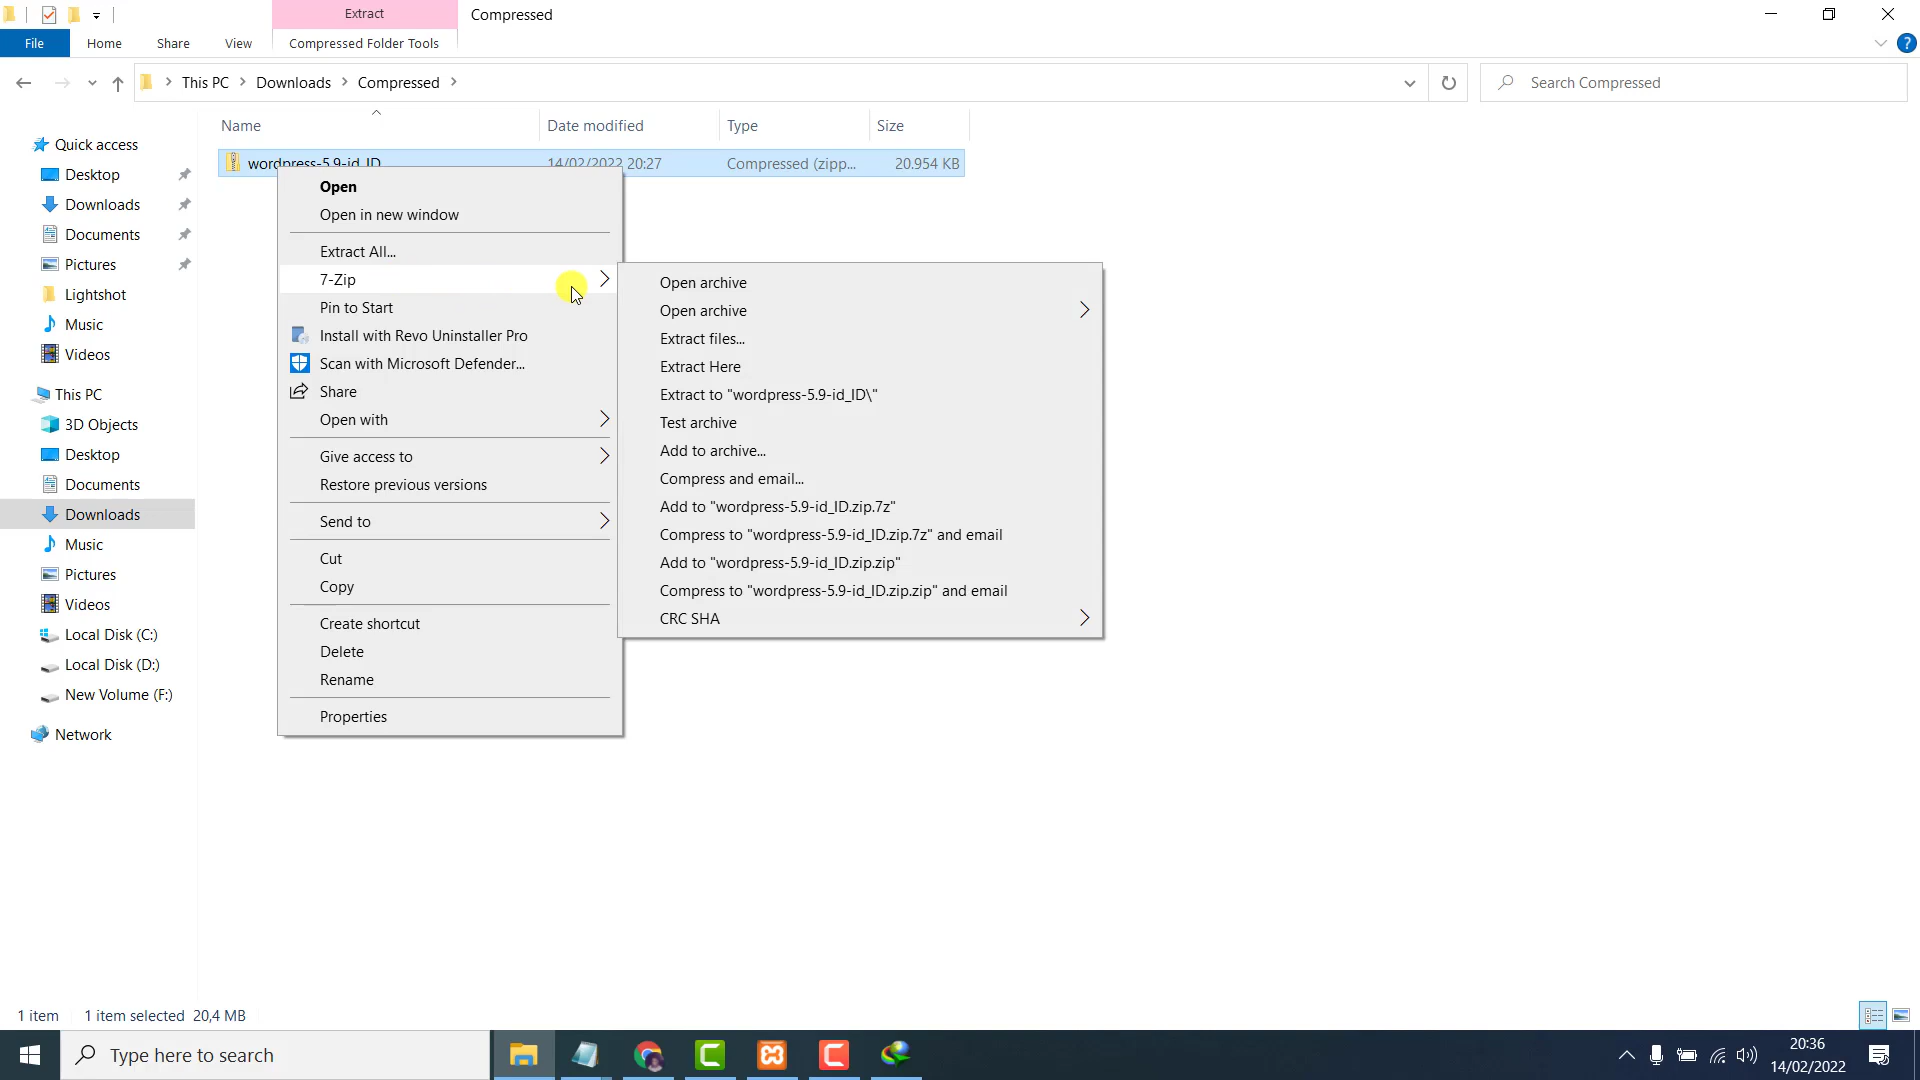 Extract
Compressed
File
Home
Share
View
Compressed Folder Tools
?
This PC
Downloads
Compressed
Search Compressed
Name
Date modified
Type
Size
wordpress-5.9-id_ID
14/02/2022 20:27
Compressed (zipp...
20.954 KB
Quick access
Desktop
Downloads
Documents
Pictures
Lightshot
Music
Videos
This PC
3D Objects
Desktop
Documents
Downloads
Music
Pictures
Videos
Local Disk (C:)
Local Disk (D:)
New Volume (F:)
Network
Open
Open in new window
Extract All...
7-Zip
Pin to Start
Install with Revo Uninstaller Pro
Scan with Microsoft Defender...
Share
Open with
Give access to
Restore previous versions
Send to
Cut
Copy
Create shortcut
Delete
Rename
Properties
Open archive
Open archive
Extract files...
Extract Here
Extract to "wordpress-5.9-id_ID\"
Test archive
Add to archive...
Compress and email...
Add to "wordpress-5.9-id_ID.zip.7z"
Compress to "wordpress-5.9-id_ID.zip.7z" and email
Add to "wordpress-5.9-id_ID.zip.zip"
Compress to "wordpress-5.9-id_ID.zip.zip" and email
CRC SHA
1 item
1 item selected 20,4 MB
Type here to search
20:36
14/02/2022